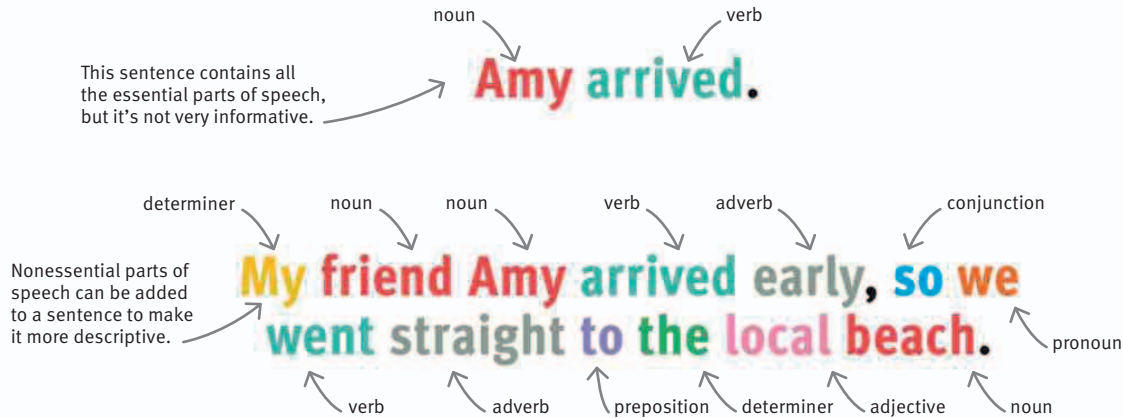 noun verb
Amy arrived.
This sentence contains all
the essential parts of speech,
but it's not very informative.
determiner noun noun verb adverb conjunction
My friend Amy arrived early, so we
went straight to the local beach.
Nonessential parts of
speech can be added
to a sentence to make
it more descriptive.
pronoun
verb adverb preposition determiner adjective noun